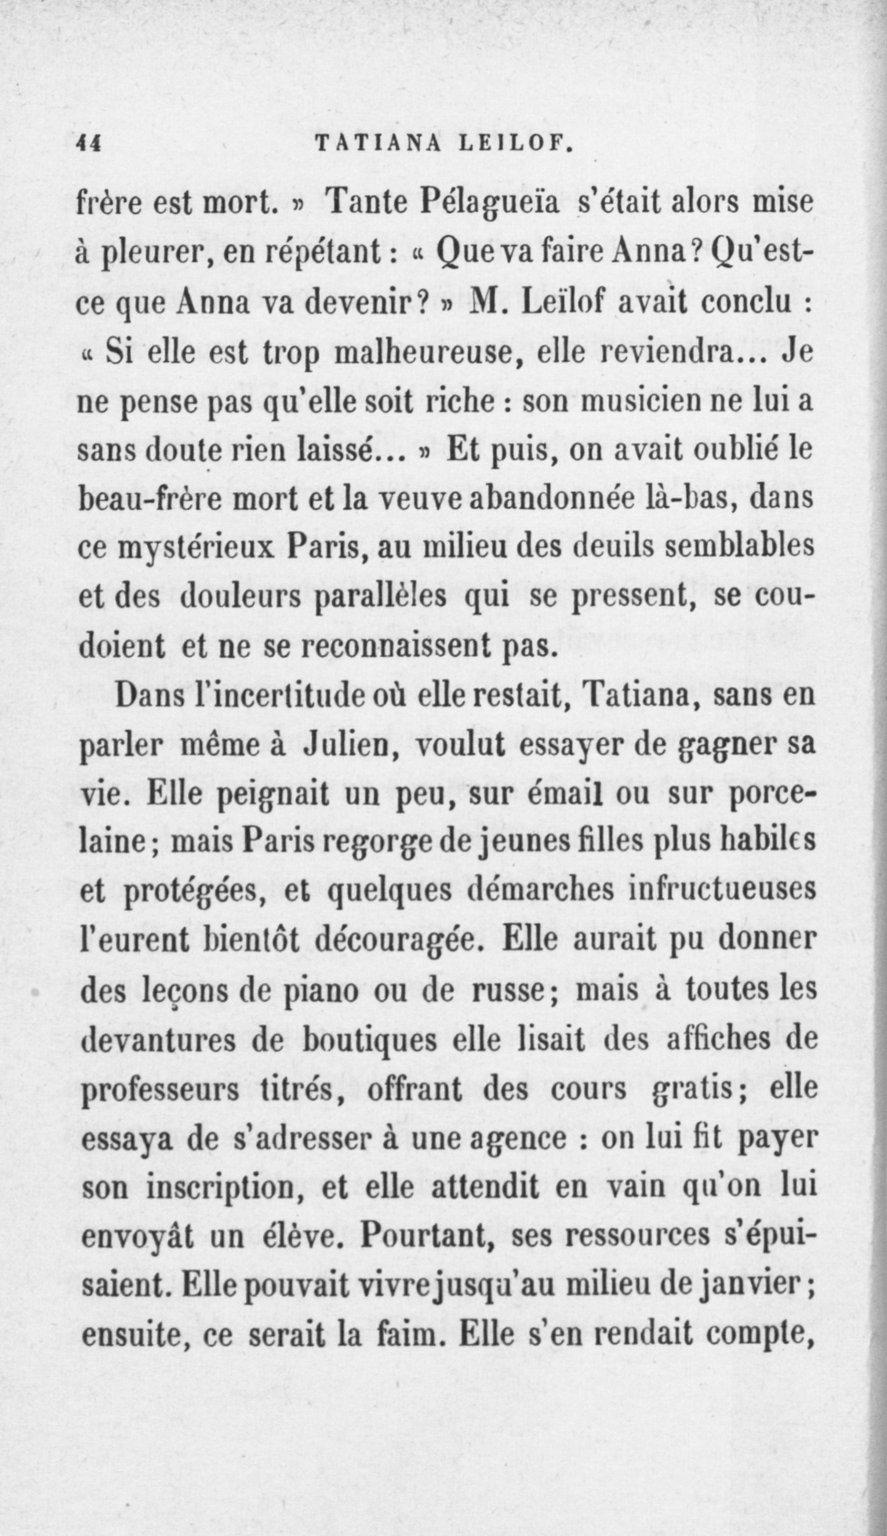 44 TATIANA LEILOF.
frère est mort. » Tante Pélagueïa s'était alors mise
à pleurer, en répétant : « Que va faire Anna? Qu'est-
ce que Anna va devenir? » M. Leïlof avait conclu :
« Si elle est trop malheureuse, elle reviendra... Je
ne pense pas qu'elle soit riche : son musicien ne lui a
sans doute rien laissé... » Et puis, on avait oublié le
beau-frère mort et la veuve abandonnée là-bas, dans
ce mystérieux Paris, au milieu des deuils semblables
et des douleurs parallèles qui se pressent, se cou-
doient et ne se reconnaissent pas.
Dans l'incertitude où elle restait, Tatiana, sans en
parler même à Julien, voulut essayer de gagner sa
vie. Elle peignait un peu, sur émail ou sur porce-
laine; mais Paris regorge de jeunes filles plus habiles
et protégées, et quelques démarches infructueuses
l'eurent bientôt découragée. Elle aurait pu donner
des leçons de piano ou de russe; mais à toutes les
devantures de boutiques elle lisait des affiches de
professeurs titrés, offrant des cours gratis; elle
essaya de s'adresser à une agence : on lui fit payer
son inscription, et elle attendit en vain qu'on lui
envoyât un élève. Pourtant, ses ressources s'épui-
saient. Elle pouvait vivre jusqu'au milieu de janvier;
ensuite, ce serait la faim. Elle s'en rendait compte,